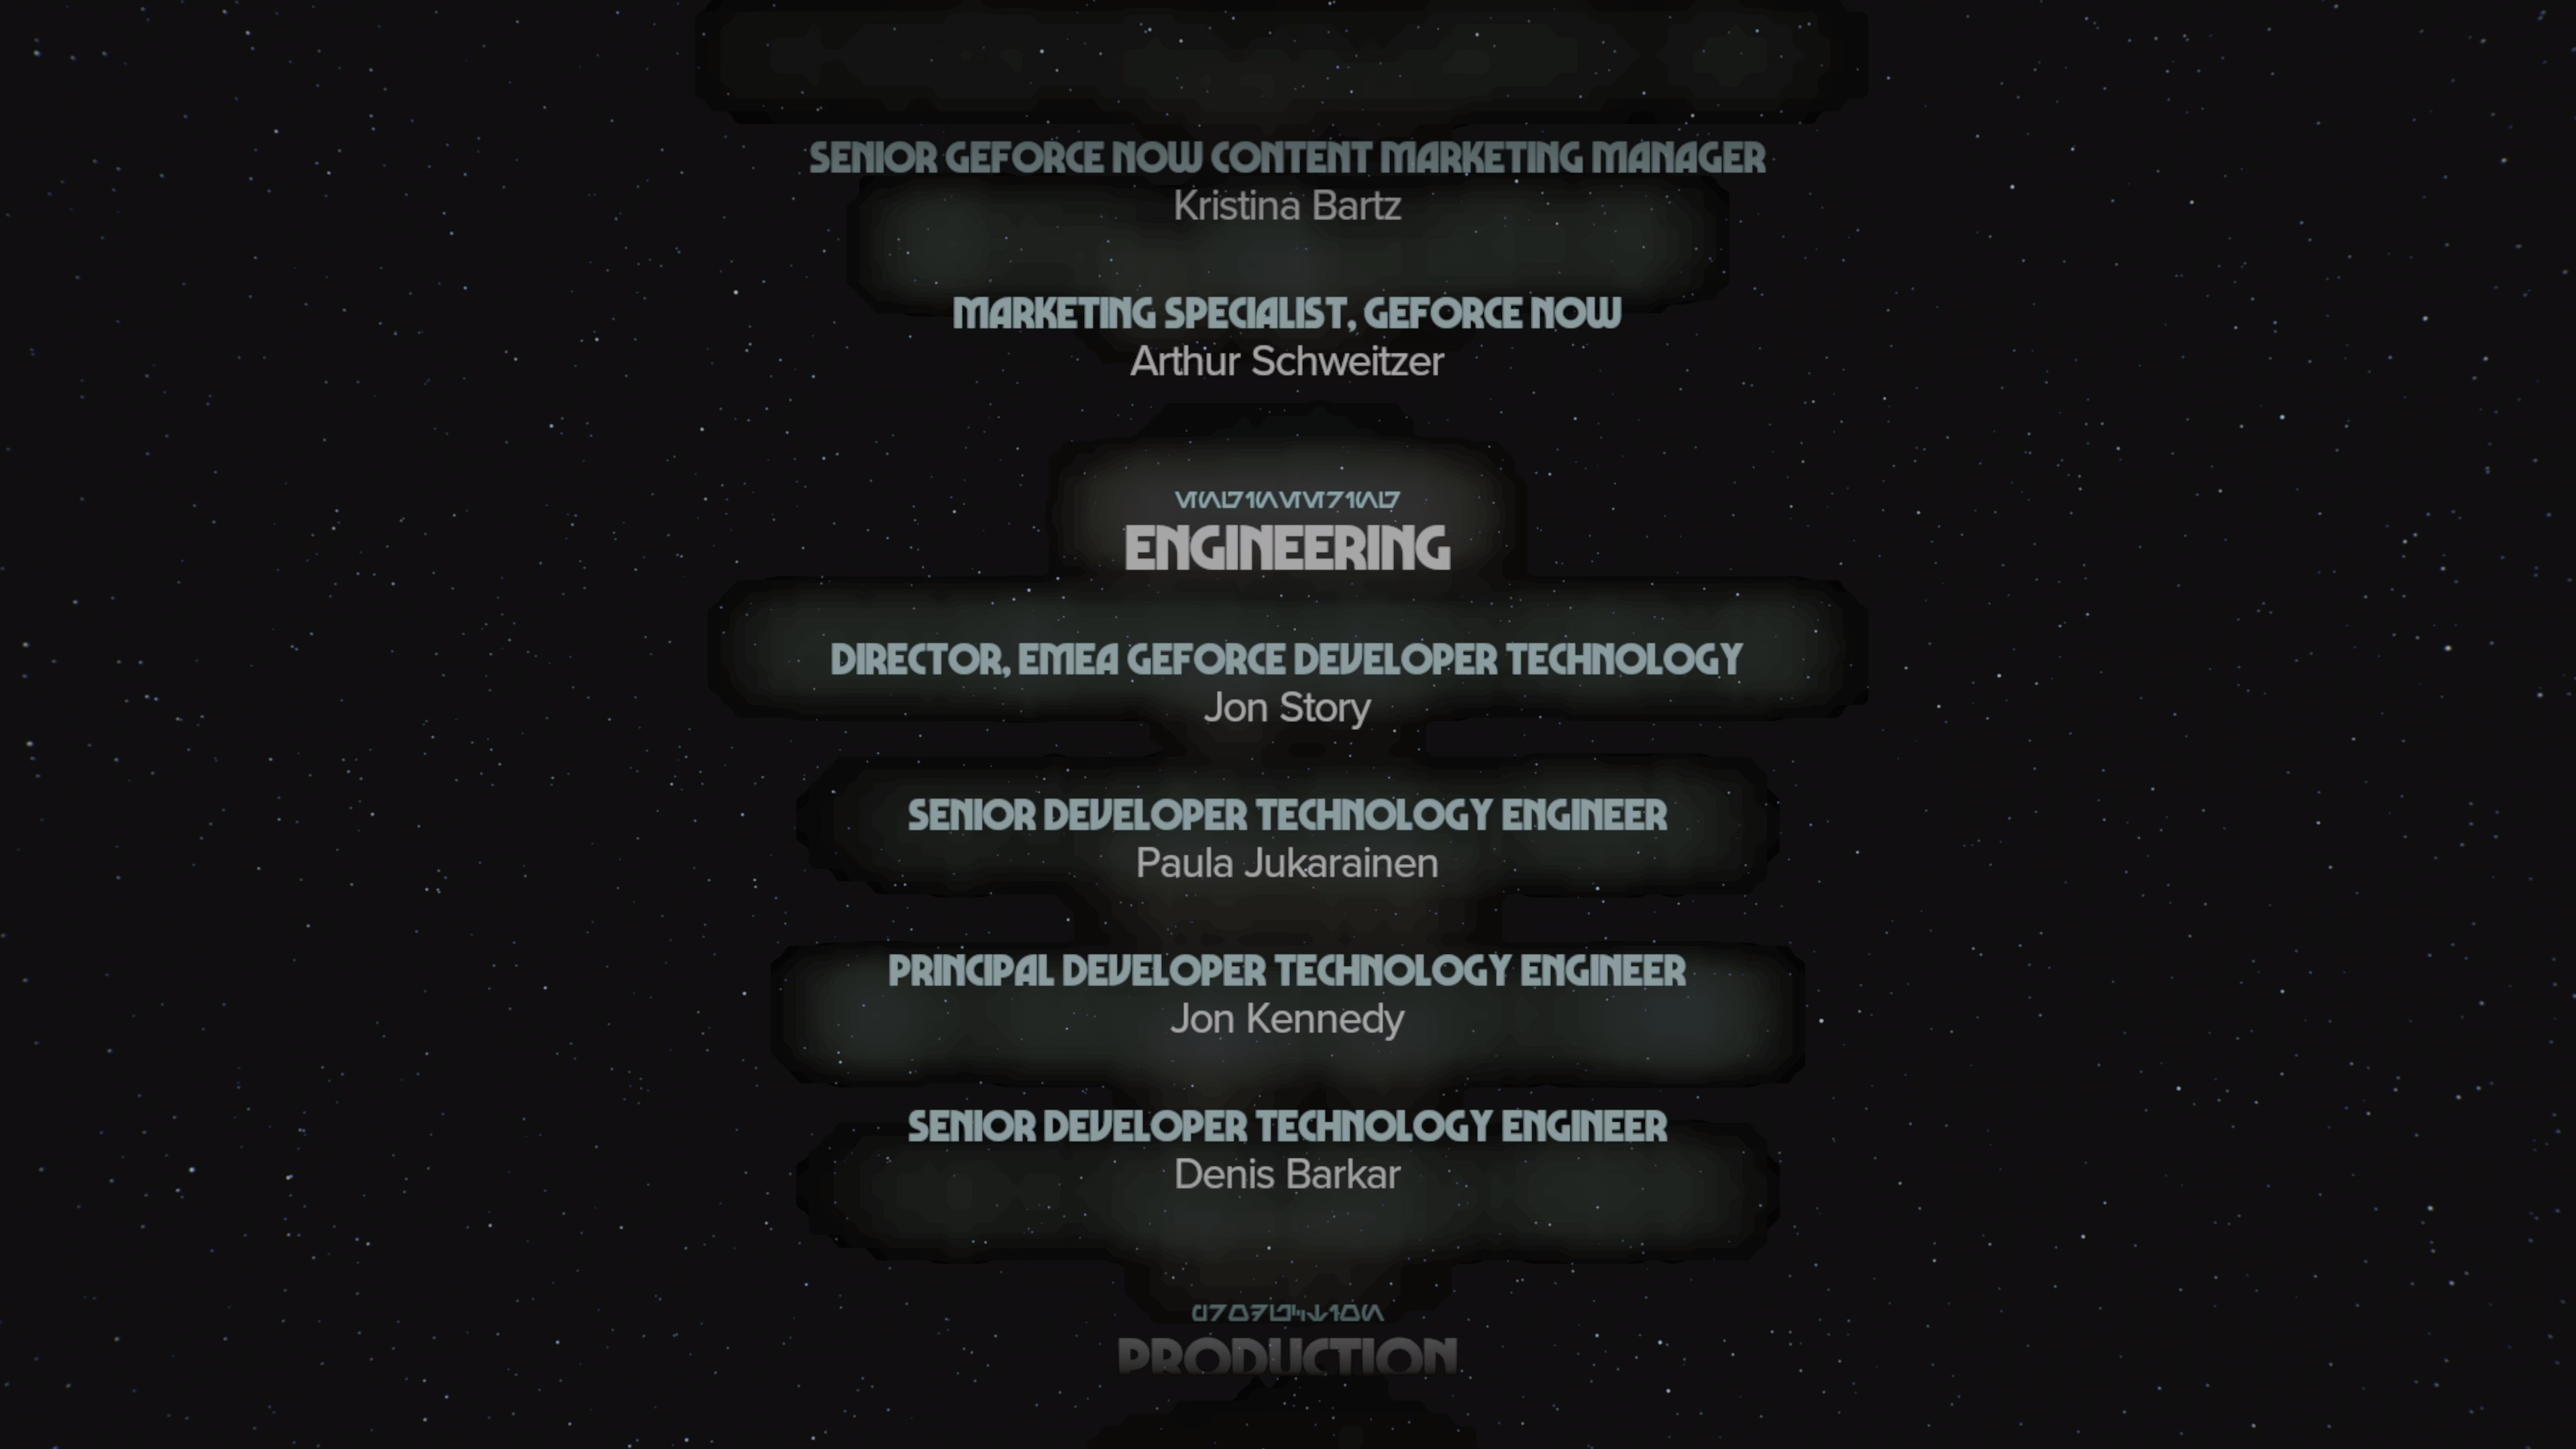 SENIOR GEFORCE NOW CONTENT MARKETING MANAGER
Kristina Bartz
MARKETING SPECIALIST, GEFORCE NOW
Arthur Schweitzer
ENGINEERING
DIRECTOR, EMEA GEFORCE DEVELOPER TECHNOLOGY
Jon Story
SENIOR DEVELOPER TECHNOLOGY ENGINEER
Paula Jukarainen
PRINCIPAL DEVELOPER TECHNOLOGY ENGINEER
Jon Kennedy
SENIOR DEVELOPER TECHNOLOGY ENGINEER
Denis Barkar
PRODUCTION